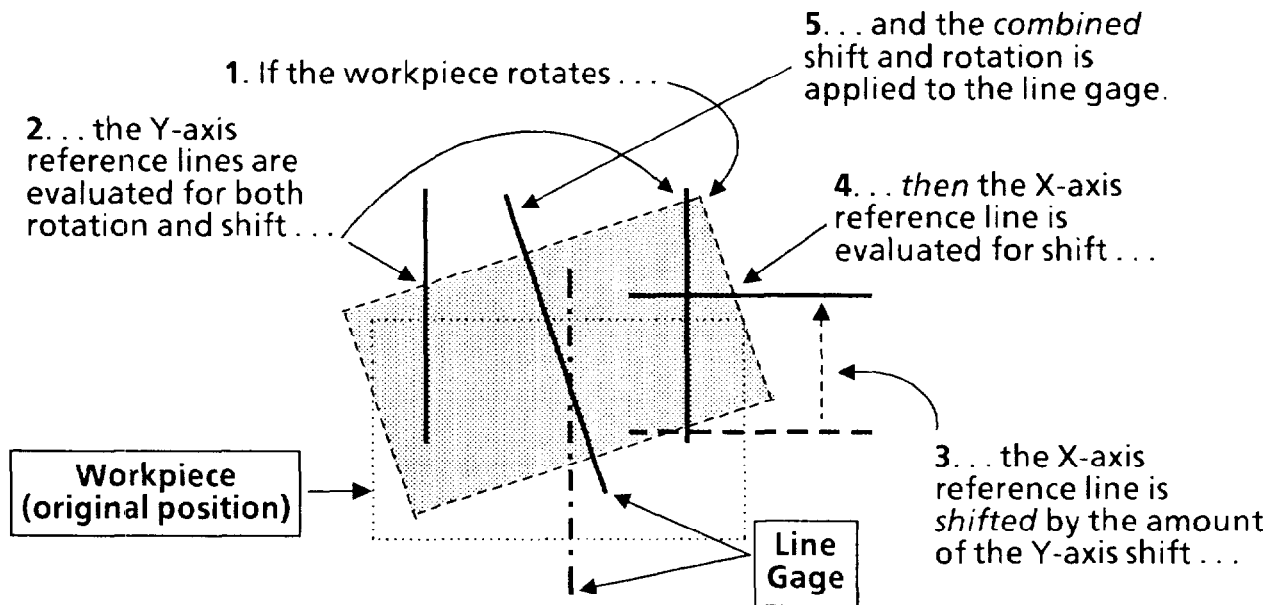 1. If the workpiece rotates . . .
2. . . the Y-axis
reference lines are
evaluated for both
rotation and shift . . .
3. . . the X-axis
reference line is
shifted by the amount
of the Y-axis shift . . .
4. . . then the X-axis
reference line is
evaluated for shift . . .
5. . . and the combined
shift and rotation is
applied to the line gage.
Workpiece
(original position)
Line
Gage